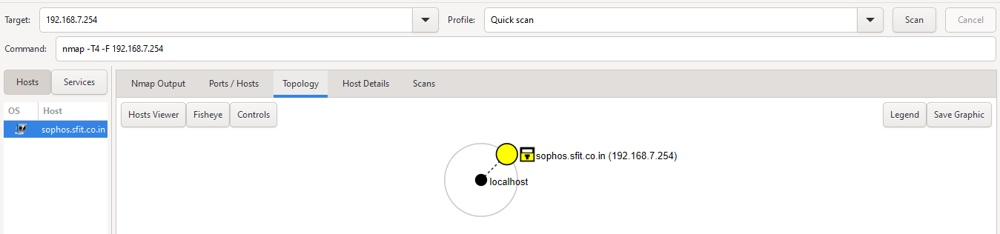 Target: 192.168.7.254 Profile: Quick scan Scan Cancel
Command: nmap -T4 -F 192.168.7.254
Hosts Services Nmap Output Ports / Hosts Topology Host Details Scans
OS Host Hosts Viewer Fisheye Controls Legend Save Graphic
sophos.sfit.co.in
sophos.sfit.co.in (192.168.7.254)
localhost